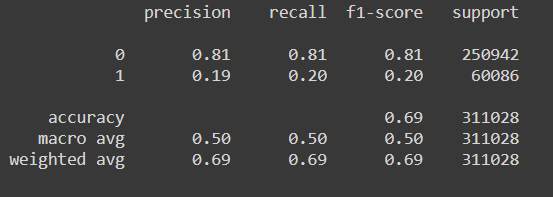 precision recall f1-score support
0 0.81 0.81 0.81 250942
1 0.19 0.20 0.20 60086
accuracy 0.69 311028
macro avg 0.50 0.50 0.50 311028
weighted avg 0.69 0.69 0.69 311028